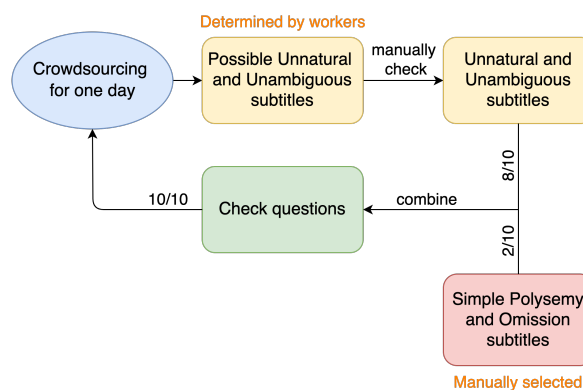 Determined by workers
Crowdsourcing
for one day
Possible Unnatural
and Unambiguous
subtitles
manually
check
Unnatural and
Unambiguous
subtitles
8/10
10/10
Check questions
combine
2/10
Simple Polysemy
and Omission
subtitles
Manually selected